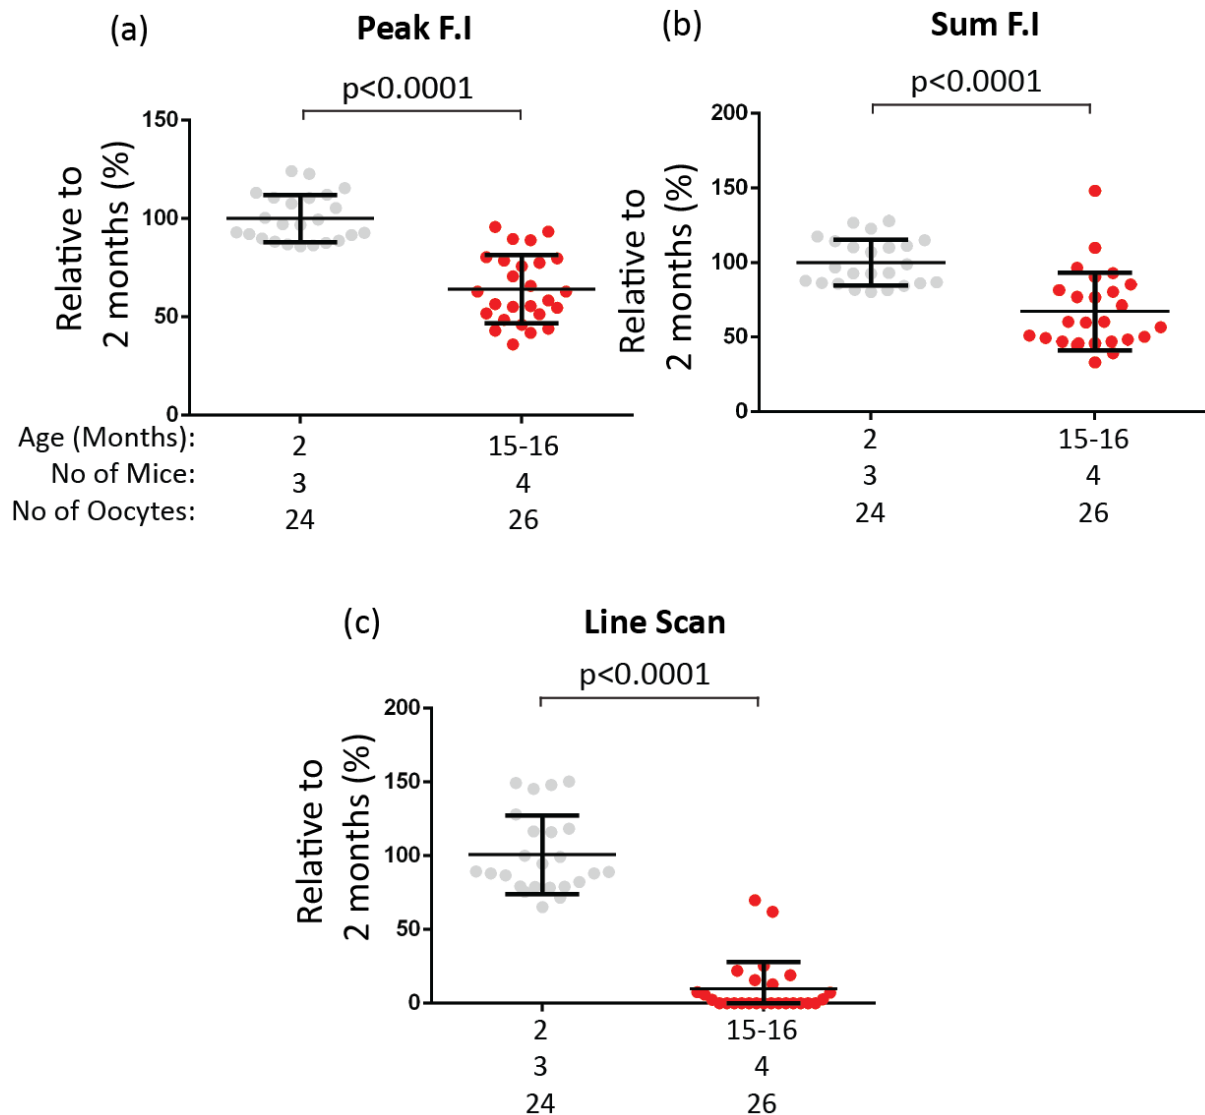 (a)
Peak F.I
p<0.0001
150
100
50
0
Relative to
2 months (%)
Age (Months):
2
15-16
No of Mice:
3
4
No of Oocytes:
24
26
(b)
Sum F.I
p<0.0001
200
150
100
50
0
Relative to
2 months (%)
2
15-16
3
4
24
26
(c)
Line Scan
p<0.0001
200
150
100
50
0
Relative to
2 months (%)
2
15-16
3
4
24
26